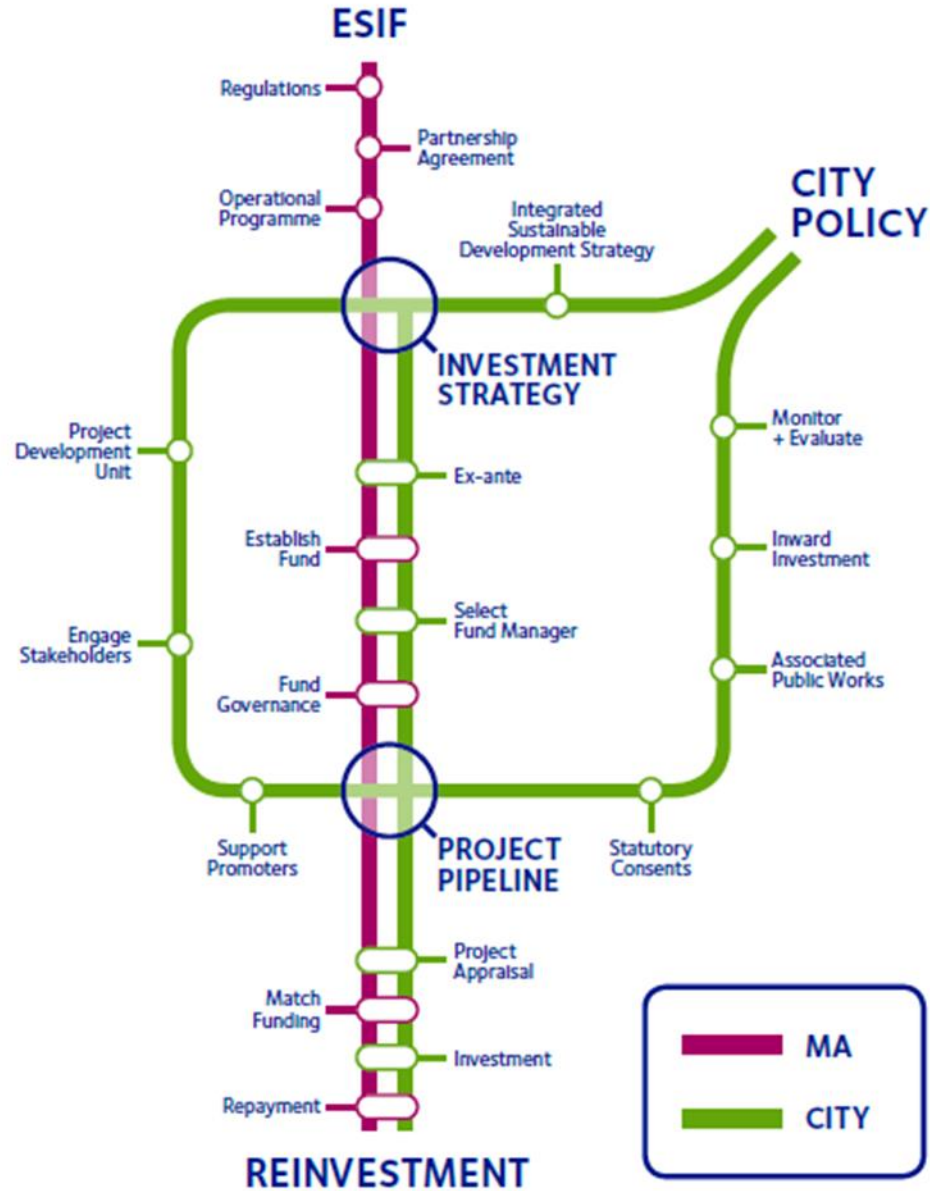 ESIF
Regulations
Partnership
Agreement
Operational
Programme
Integrated
Sustainable
Development Strategy
CITY
POLICY
INVESTMENT
STRATEGY
Project
Development
Unit
Monitor
+ Evaluate
Ex-ante
Establish
Fund
Inward
Investment
Select
Fund Manager
Engage
Stakeholders
Associated
Public Works
Fund
Governance
Support
Promoters
PROJECT
PIPELINE
Statutory
Consents
Project
Appraisal
Match
Funding
Investment
Repayment
MA
CITY
REINVESTMENT